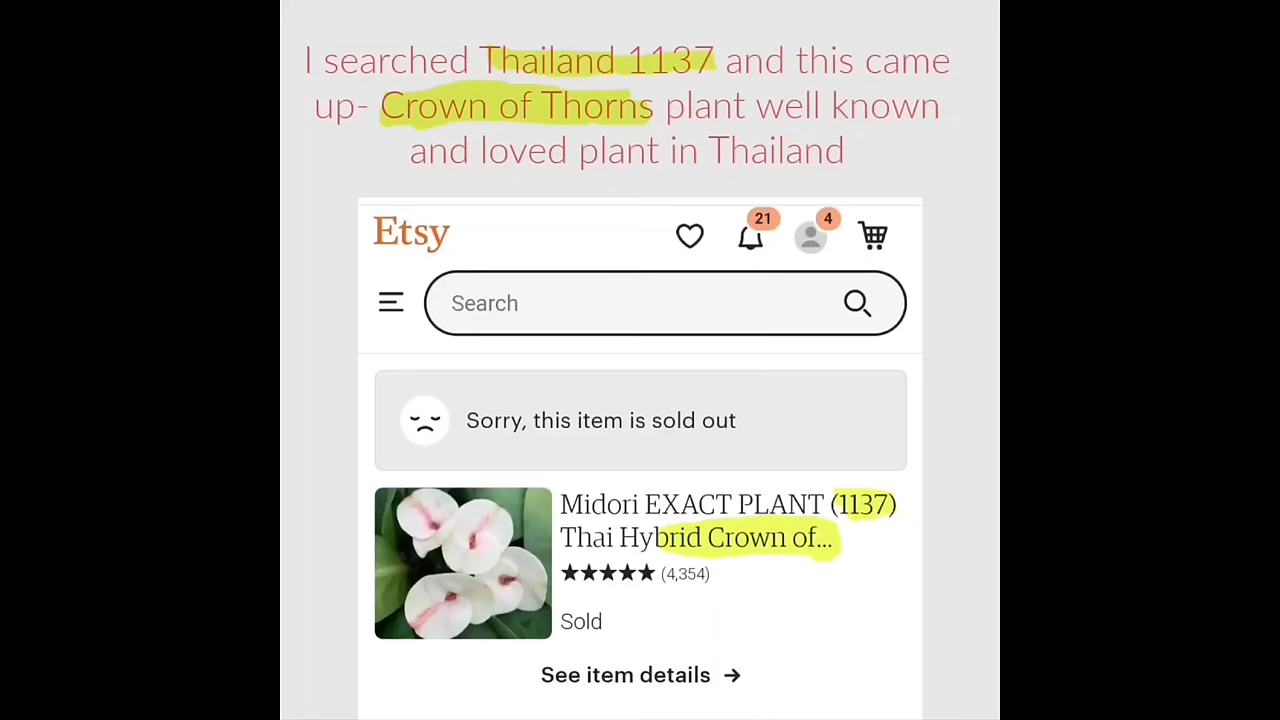 I searched Thailand 1137 and this came
up- Crown of Thorns plant well known
and loved plant in Thailand
Etsy
21
4
Search
Sorry, this item is sold out
Midori EXACT PLANT (1137)
Thai Hybrid Crown of...
★★★★★ (4,354)
Sold
See item details →